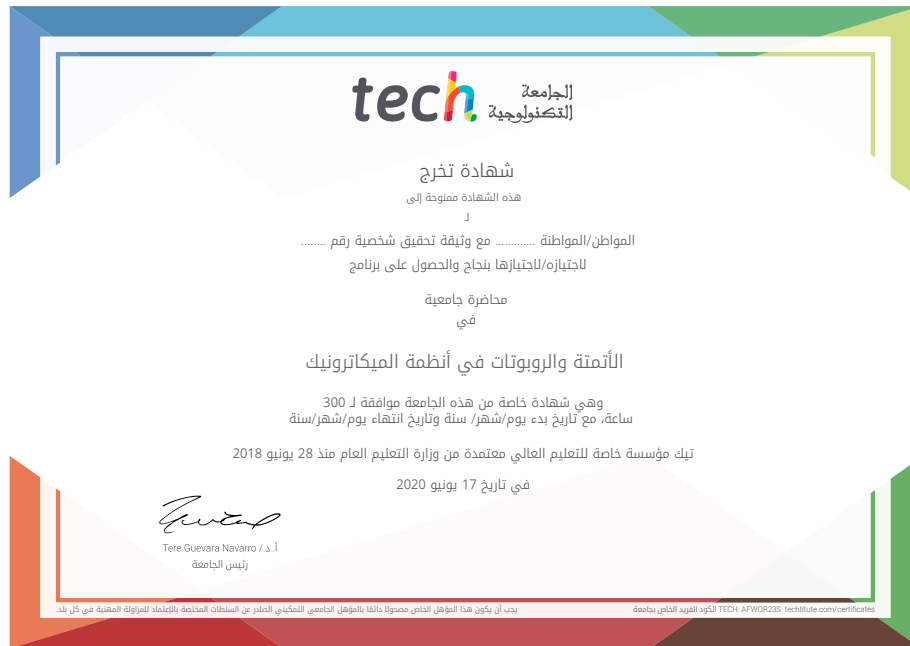 tech
الجامعة
التكنولوجية
شهادة تخرج
هذه الشهادة ممنوحة إلى
لـ
المواطن/المواطنة ............. مع وثيقة تحقيق شخصية رقم ........
لاجتيازه/لاجتيازها بنجاح والحصول على برنامج
محاضرة جامعية
في
الأتمتة والروبوتات في أنظمة الميكاترونيك
وهي شهادة خاصة من هذه الجامعة موافقة لـ 300
ساعة، مع تاريخ بدء يوم/شهر/ سنة وتاريخ انتهاء يوم/شهر/سنة
تيك مؤسسة خاصة للتعليم العالي معتمدة من وزارة التعليم العام منذ 28 يونيو 2018
في تاريخ 17 يونيو 2020
أ. د./ Tere Guevara Navarro
رئيس الجامعة
يجب أن يكون هذا المؤهل الخاص مصحوبًا دائمًا بالمؤهل الجامعي التمكيني الصادر عن السلطات المختصة بالإعتماد للمزاولة المهنية في كل بلد.
الكود الفريد الخاص بجامعة TECH: AFWOR23S techtitute.com/certificates